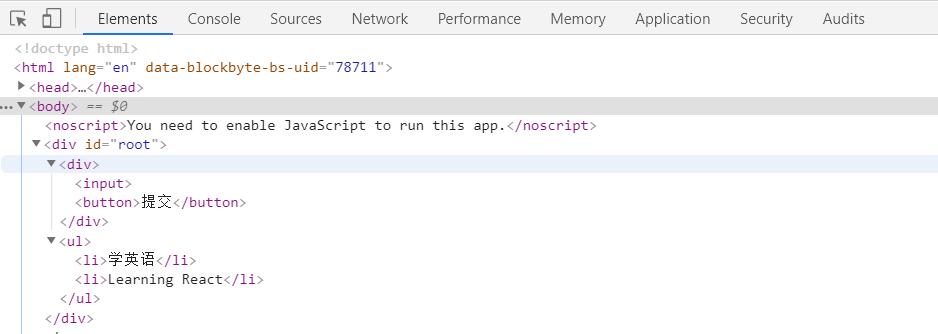 Elements Console Sources Network Performance Memory Application Security Audits
<!doctype html>
<html lang="en" data-blockbyte-bs-uid="78711">
<head>…</head>
<body> == $0
<noscript>You need to enable JavaScript to run this app.</noscript>
<div id="root">
<div>
<input>
<button>提交</button>
</div>
<ul>
<li>学英语</li>
<li>Learning React</li>
</ul>
</div>